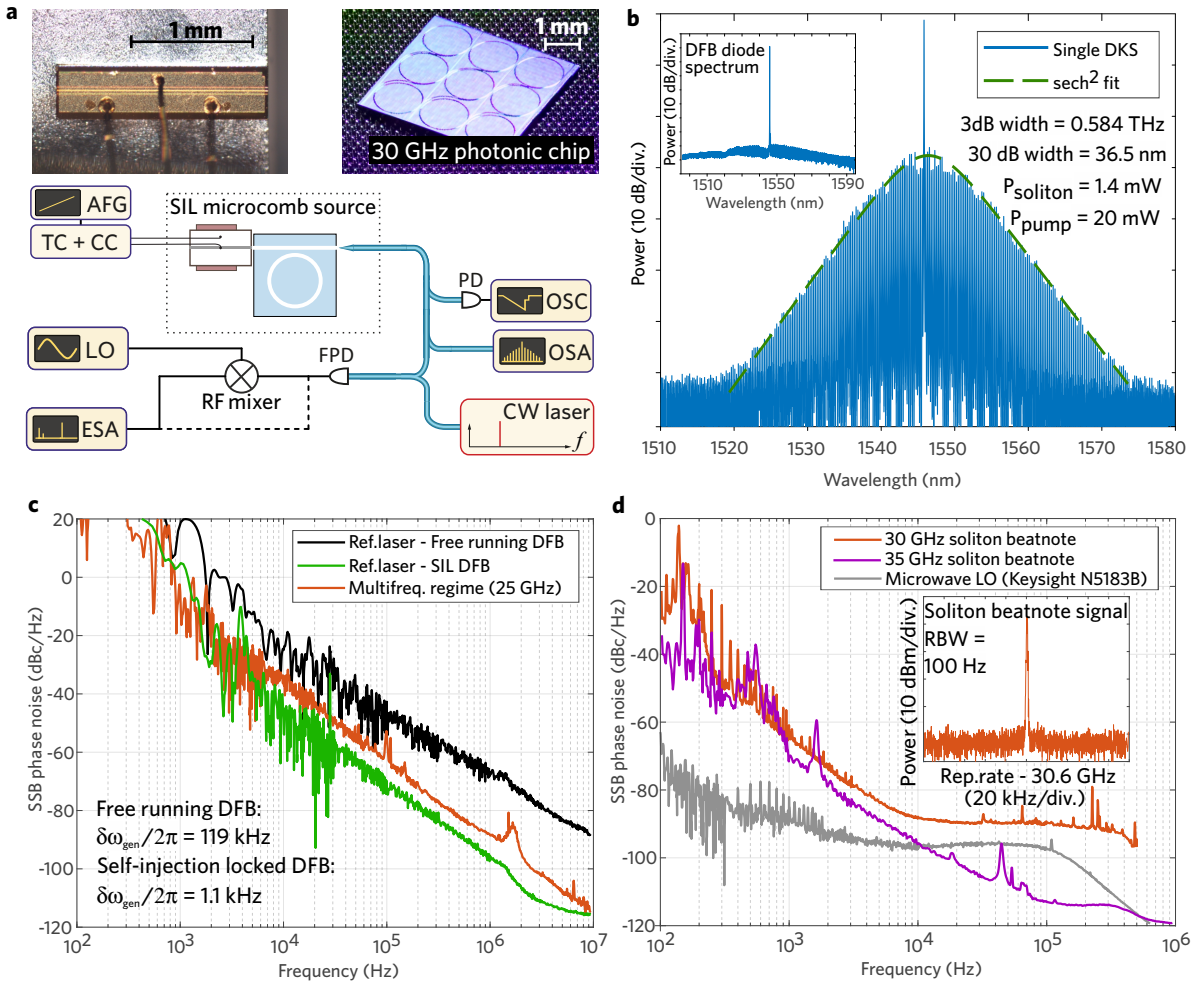 a
1 mm
1 mm
30 GHz photonic chip
AFG
TC + CC
SIL microcomb source
PD
OSC
OSA
LO
FPD
RF mixer
ESA
CW laser
f
b
Power (10 dB/div.)
DFB diode
spectrum
Power (10 dB/div.)
1510 1550 1590
Wavelength (nm)
Single DKS
sech² fit
3dB width = 0.584 THz
30 dB width = 36.5 nm
Psoliton = 1.4 mW
Ppump = 20 mW
1510 1520 1530 1540 1550 1560 1570 1580
Wavelength (nm)
c
SSB phase noise (dBc/Hz)
20
0
-20
-40
-60
-80
-100
-120
Ref.laser - Free running DFB
Ref.laser - SIL DFB
Multifreq. regime (25 GHz)
Free running DFB:
δωgen/2π = 119 kHz
Self-injection locked DFB:
δωgen/2π = 1.1 kHz
10² 10³ 10⁴ 10⁵ 10⁶ 10⁷
Frequency (Hz)
d
SSB phase noise (dBc/Hz)
0
-20
-40
-60
-80
-100
-120
30 GHz soliton beatnote
35 GHz soliton beatnote
Microwave LO (Keysight N5183B)
Power (10 dBm/div.)
Soliton beatnote signal
RBW =
100 Hz
Rep.rate - 30.6 GHz
(20 kHz/div.)
10² 10³ 10⁴ 10⁵ 10⁶
Frequency (Hz)